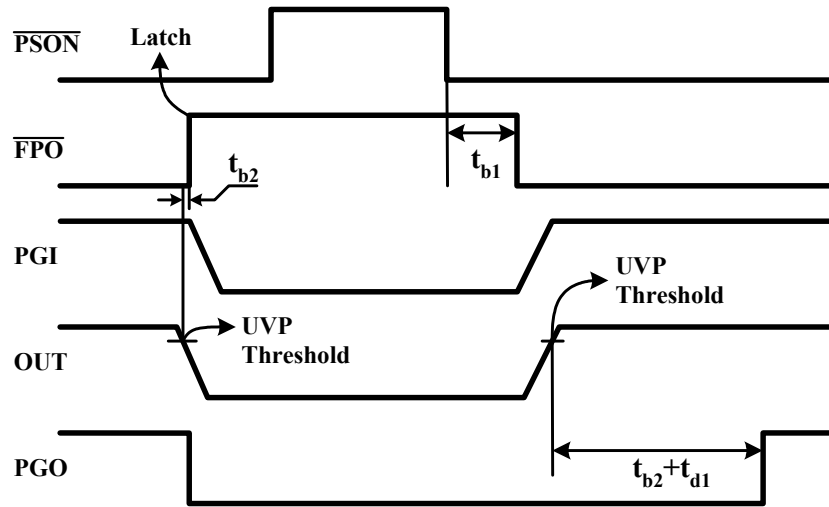 PSON
Latch
FPO
tb2
tb1
PGI
UVP
Threshold
UVP
Threshold
OUT
PGO
tb2+td1